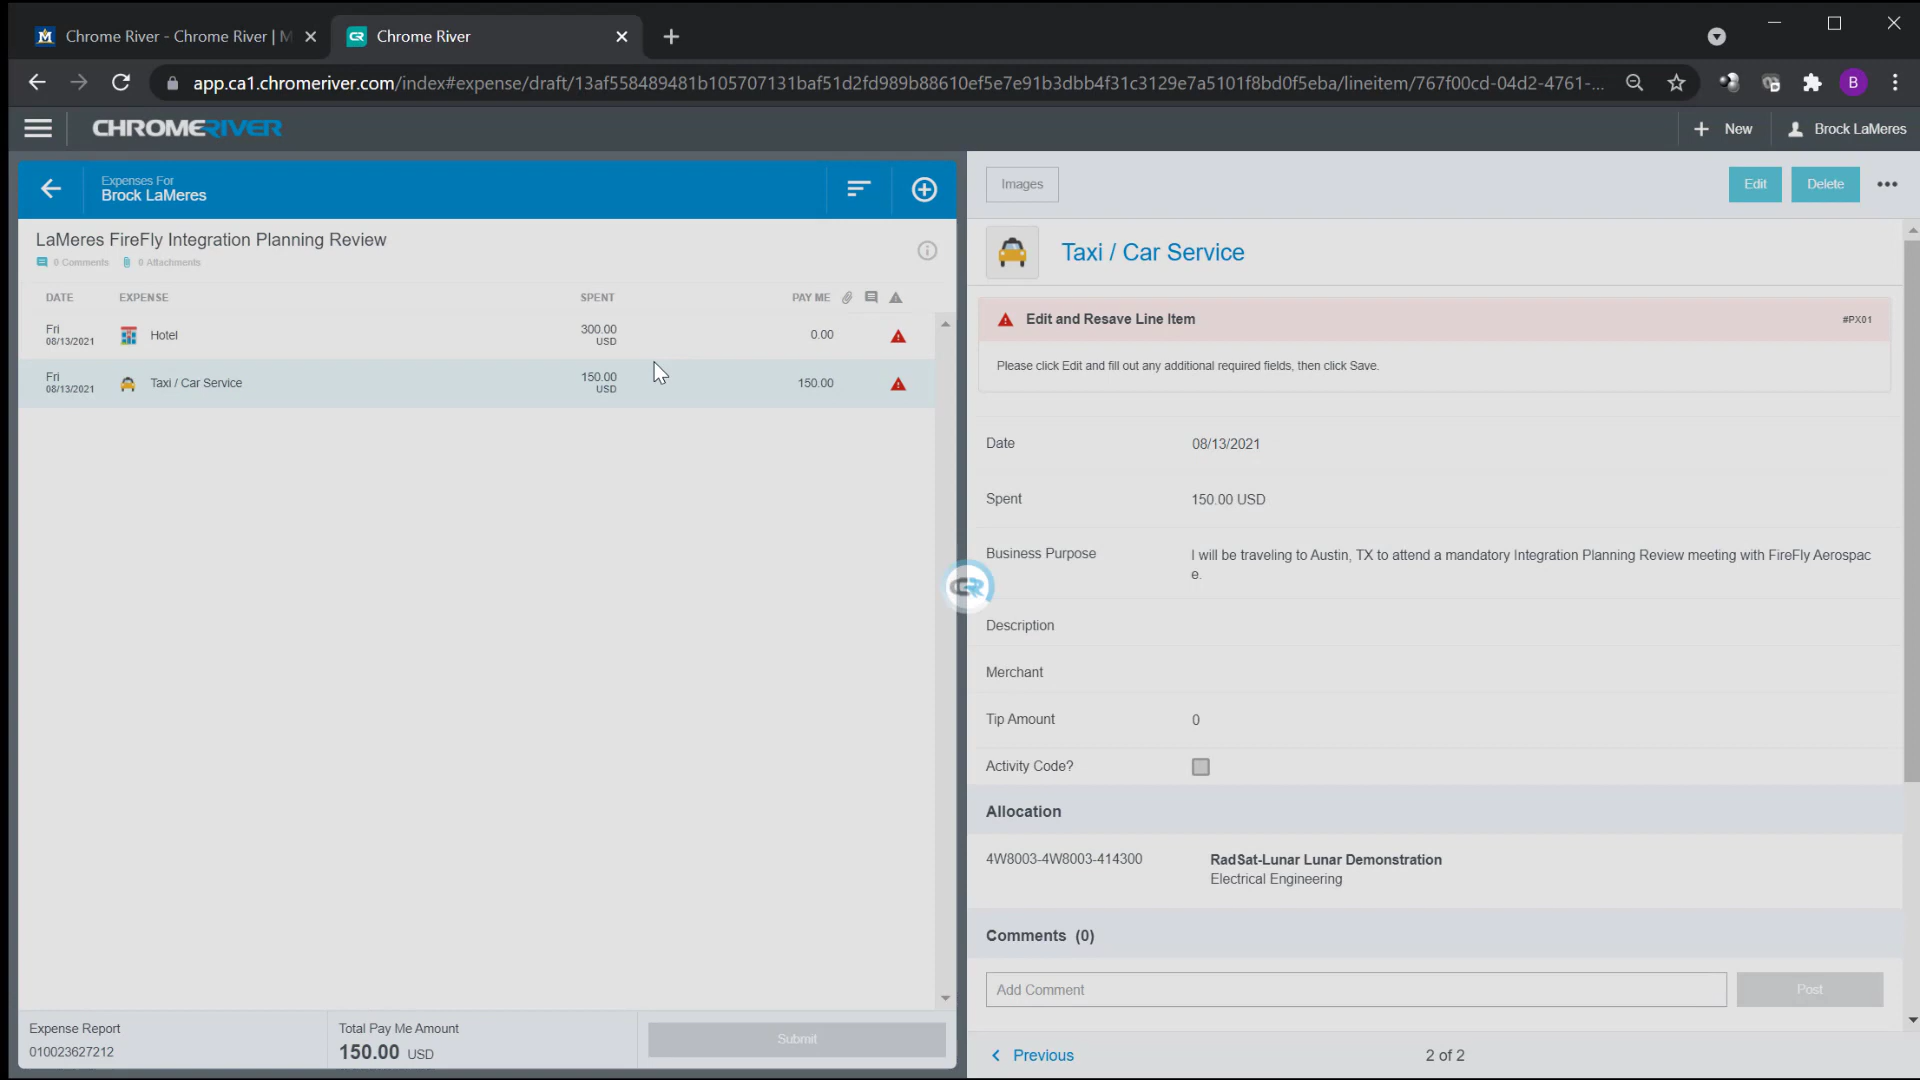 Chrome River - Chrome River | M
Chrome River
app.ca1.chromeriver.com/index#expense/draft/13af558489481b105707131baf51d2fd989b88610ef5e7e91b3dbb4f31c3129e7a5101f8bd0f5eba/lineitem/767f00cd-04d2-4761-...
B
CHROMERIVER
New
Brock LaMeres
Expenses For
Brock LaMeres
LaMeres FireFly Integration Planning Review
0 Comments 0 Attachments
DATE EXPENSE SPENT PAY ME
Fri
08/13/2021
Hotel
300.00
USD
0.00
Fri
08/13/2021
Taxi / Car Service
150.00
USD
150.00
Expense Report
010023627212
Total Pay Me Amount
150.00 USD
Submit
Images
Edit
Delete
Taxi / Car Service
Edit and Resave Line Item
#PX01
Please click Edit and fill out any additional required fields, then click Save.
Date 08/13/2021
Spent 150.00 USD
Business Purpose I will be traveling to Austin, TX to attend a mandatory Integration Planning Review meeting with FireFly Aerospac
e.
Description
Merchant
Tip Amount 0
Activity Code?
Allocation
4W8003-4W8003-414300 RadSat-Lunar Lunar Demonstration
Electrical Engineering
Comments (0)
Add Comment
Post
Previous
2 of 2
CR